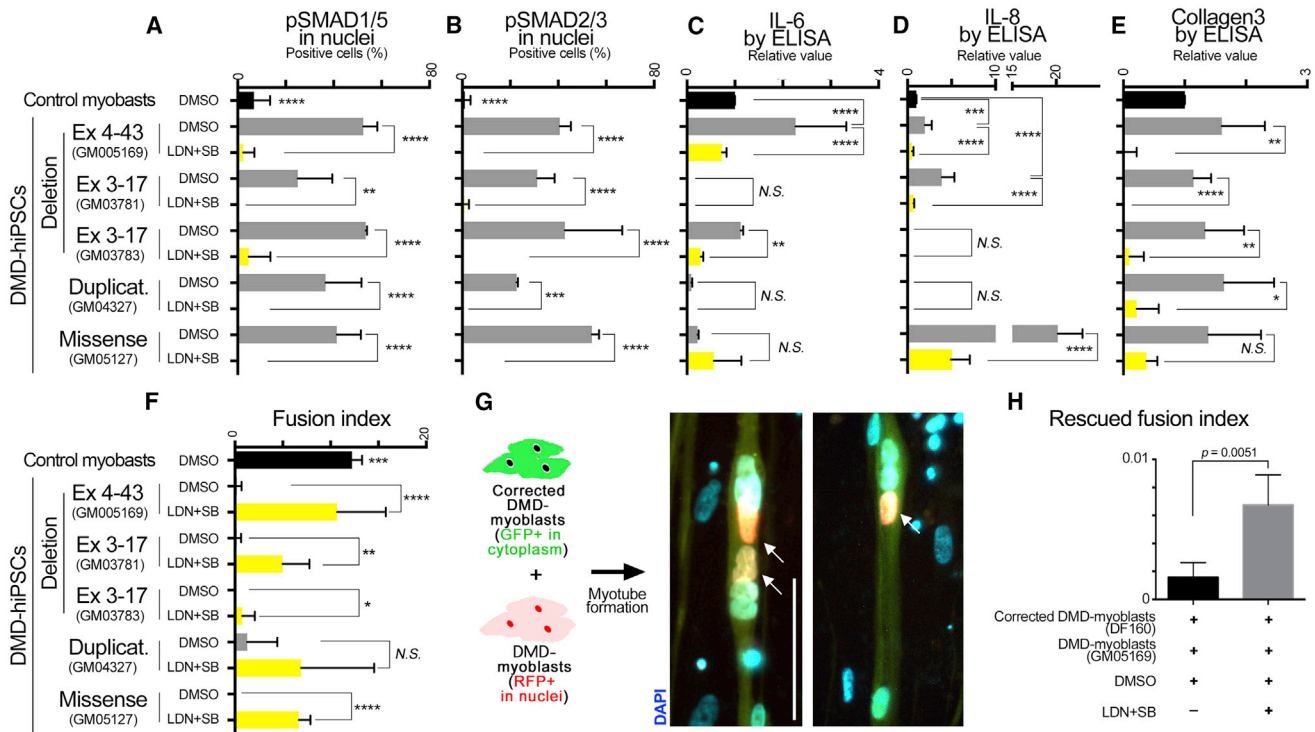 A
pSMAD1/5
in nuclei
Positive cells (%)
0
80
B
pSMAD2/3
in nuclei
Positive cells (%)
0
80
C
IL-6
by ELISA
Relative value
0
4
D
IL-8
by ELISA
Relative value
0
10
15
20
E
Collagen3
by ELISA
Relative value
0
3
Control myobasts
DMSO
DMD-hiPSCs
Deletion
Ex 4-43
(GM005169)
DMSO
LDN+SB
Ex 3-17
(GM03781)
DMSO
LDN+SB
Ex 3-17
(GM03783)
DMSO
LDN+SB
Duplicat.
(GM04327)
DMSO
LDN+SB
Missense
(GM05127)
DMSO
LDN+SB
****
****
**
****
****
****
****
****
****
****
***
****
****
****
N.S.
**
N.S.
N.S.
***
****
****
****
N.S.
N.S.
****
**
****
**
*
N.S.
F
Fusion index
0
20
Control myobasts
DMSO
DMD-hiPSCs
Deletion
Ex 4-43
(GM005169)
DMSO
LDN+SB
Ex 3-17
(GM03781)
DMSO
LDN+SB
Ex 3-17
(GM03783)
DMSO
LDN+SB
Duplicat.
(GM04327)
DMSO
LDN+SB
Missense
(GM05127)
DMSO
LDN+SB
***
****
**
*
N.S.
****
G
Corrected
DMD-
myoblasts
(GFP+ in
cytoplasm)
+
DMD-
myoblasts
(RFP+
in nuclei)
Myotube
formation
DAPI
H
Rescued fusion index
0.01
0
p = 0.0051
Corrected DMD-myoblasts
(DF160)
+ +
DMD-myoblasts
(GM05169)
+ +
DMSO + +
LDN+SB – +